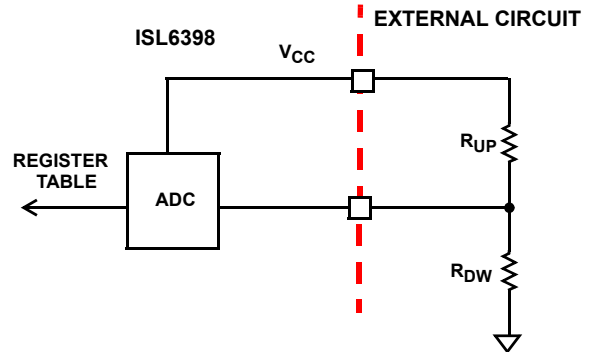 EXTERNAL CIRCUIT
ISL6398
VCC
RUP
REGISTER
TABLE
ADC
RDW